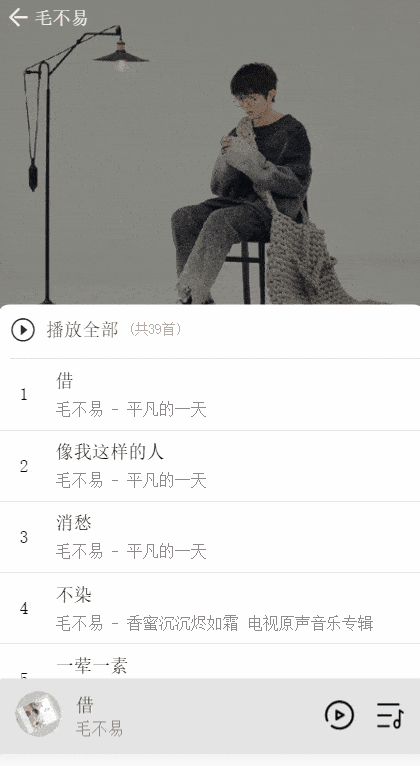 毛不易
播放全部 (共39首)
1
借
毛不易 - 平凡的一天
2
像我这样的人
毛不易 - 平凡的一天
3
消愁
毛不易 - 平凡的一天
4
不染
毛不易 - 香蜜沉沉烬如霜 电视原声音乐专辑
5
一荤一素
借
毛不易